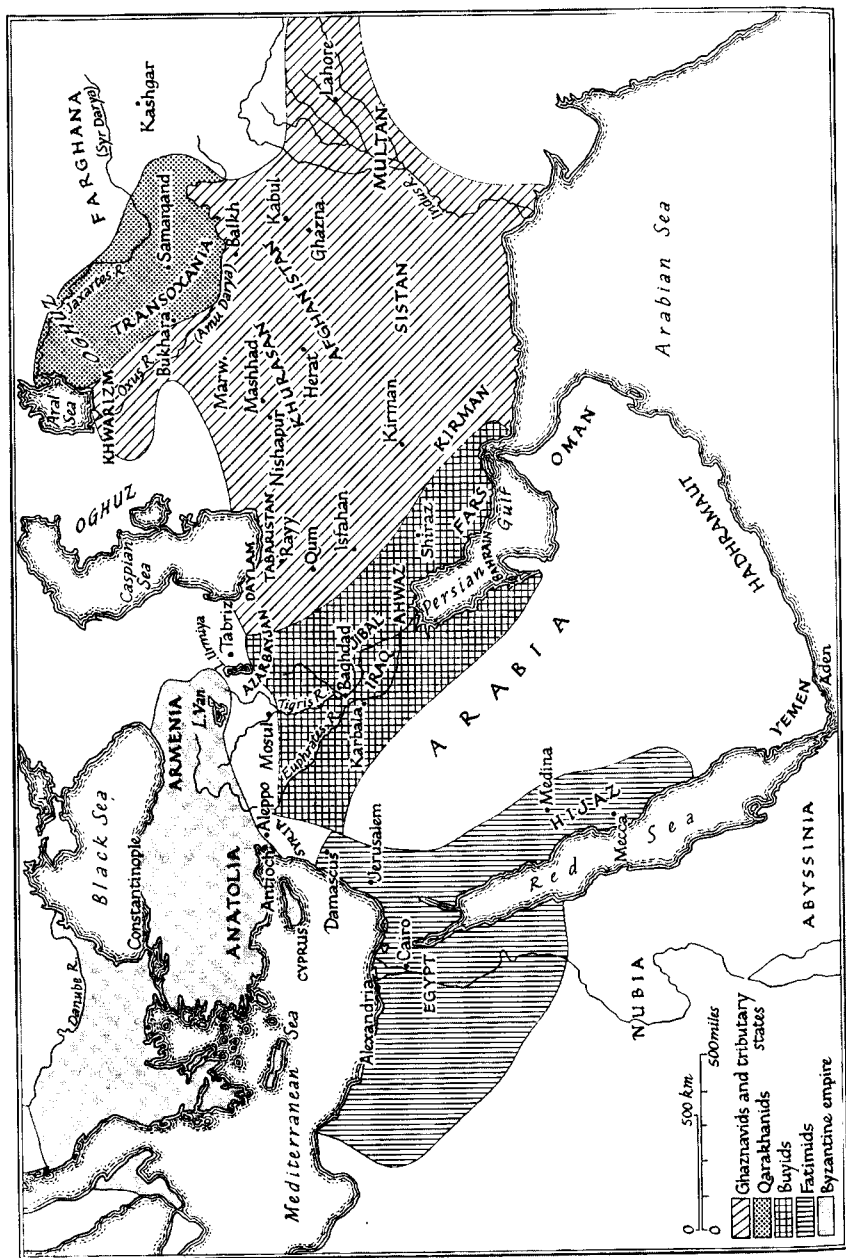 Danube R.
Black Sea
Constantinople
ANATOLIA
ARMENIA
L.Van
Antioch
Aleppo
SYRIA
CYPRUS
Mediterranean Sea
Damascus
Jerusalem
Alexandria
Cairo
EGYPT
NUBIA
ABYSSINIA
Red Sea
HIJAZ
Medina
Mecca
YEMEN
Aden
HADHRAMAUT
OMAN
ARABIA
Mosul
Tigris R.
Euphrates R.
Baghdad
Karbala
IRAQ
JIBAL
AHWAZ
Urmiya
Tabriz
AZARBAYJAN
Caspian
Sea
OGHUZ
DAYLAM
TABARISTAN
Rayy
Qum
Isfahan
Shiraz
FARS
Persian Gulf
BAHRAIN
KIRMAN
Kirman
SISTAN
Aral
Sea
KHWARIZM
Oxus R.
(Amu Darya)
OGHUZ
Jaxartes R.
(Syr Darya)
TRANSOXANIA
Bukhara
Samarqand
FARGHANA
Kashgar
Marw
Mashhad
Nishapur
KHURASAN
Herat
AFGHANISTAN
Balkh
Kabul
Ghazna
MULTAN
Lahore
Indus R.
Arabian Sea
0 500 km
0 500 miles
Ghaznavids and tributary
states
Qarakhanids
Buyids
Fatimids
Byzantine empire